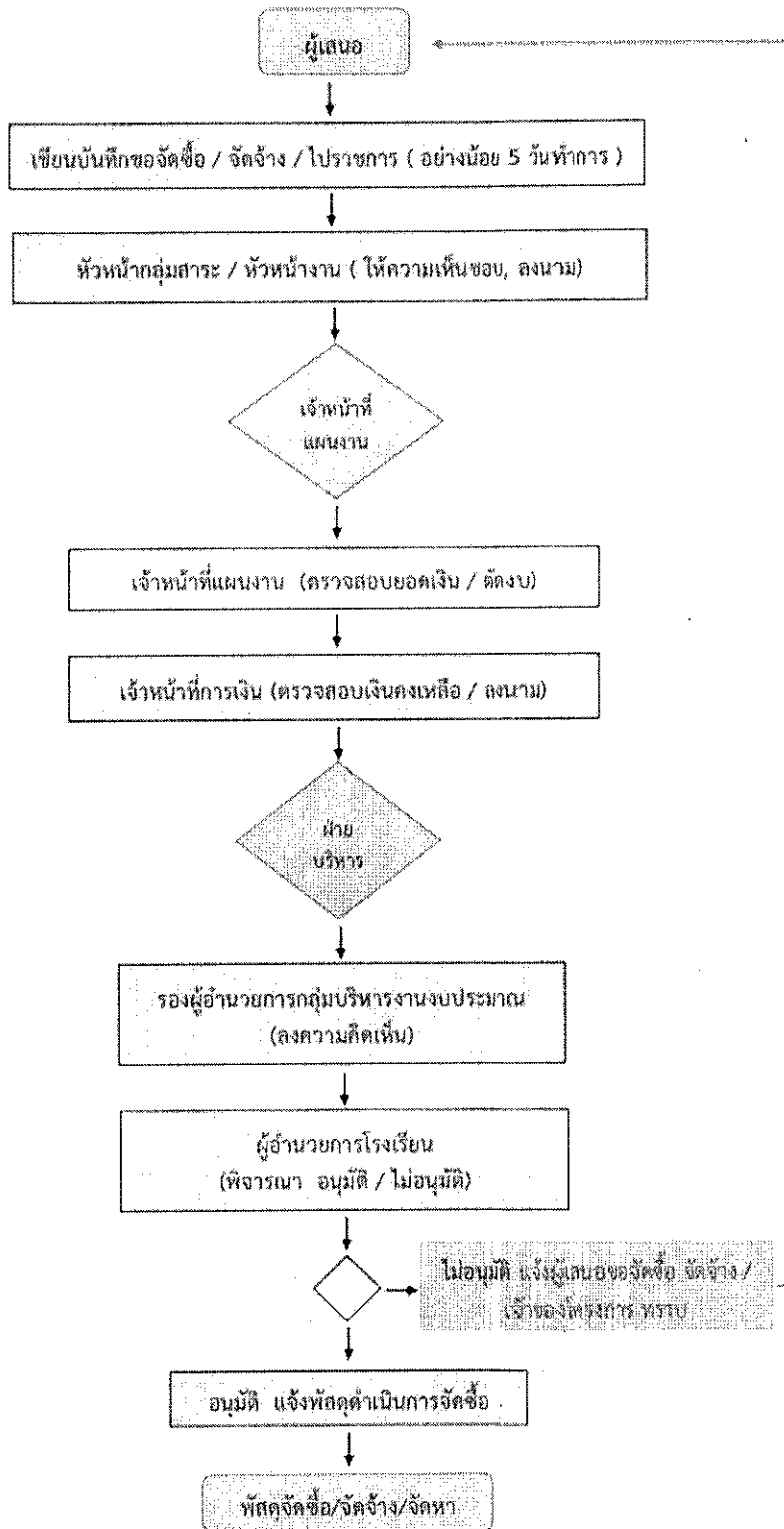 ผู้เสนอ
เขียนบันทึกขอจัดซื้อ / จัดจ้าง / ไปราชการ ( อย่างน้อย 5 วันทำการ )
หัวหน้ากลุ่มสาระ / หัวหน้างาน ( ให้ความเห็นชอบ, ลงนาม)
เจ้าหน้าที่
แผนงาน
เจ้าหน้าที่แผนงาน (ตรวจสอบยอดเงิน / ตัดงบ)
เจ้าหน้าที่การเงิน (ตรวจสอบเงินคงเหลือ / ลงนาม)
ฝ่าย
บริหาร
รองผู้อำนวยการกลุ่มบริหารงานงบประมาณ
(ลงความคิดเห็น)
ผู้อำนวยการโรงเรียน
(พิจารณา อนุมัติ / ไม่อนุมัติ)
ไม่อนุมัติ แจ้งผู้เสนอขอจัดซื้อ จัดจ้าง /
เจ้าของโครงการ ทราบ
อนุมัติ แจ้งพัสดุดำเนินการจัดซื้อ
พัสดุจัดซื้อ/จัดจ้าง/จัดหา